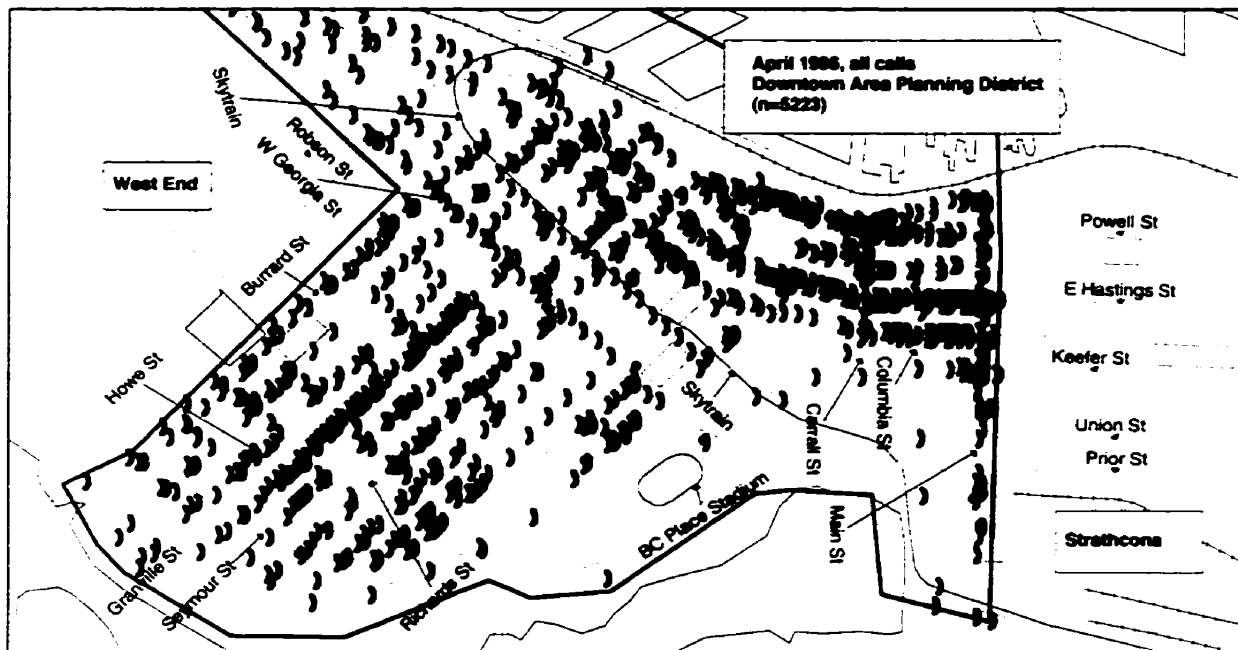 April 1996, all calls
Downtown Area Planning District
(n=5223)
Skytrain
Robson St
W Georgia St
West End
Burrard St
Howe St
Granville St
Seymour St
Richards St
BC Place Stadium
Skytrain
Carrall St
Columbia St
Main St
Powell St
E Hastings St
Keefer St
Union St
Prior St
Strathcona